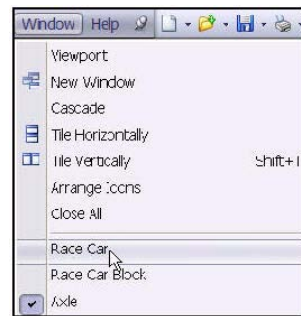 Window Help
Viewport
New Window
Cascade
Tile Horizontally
Tile Vertically Shift+
Arrange Icons
Close All
Race Car
Race Car Block
Axle